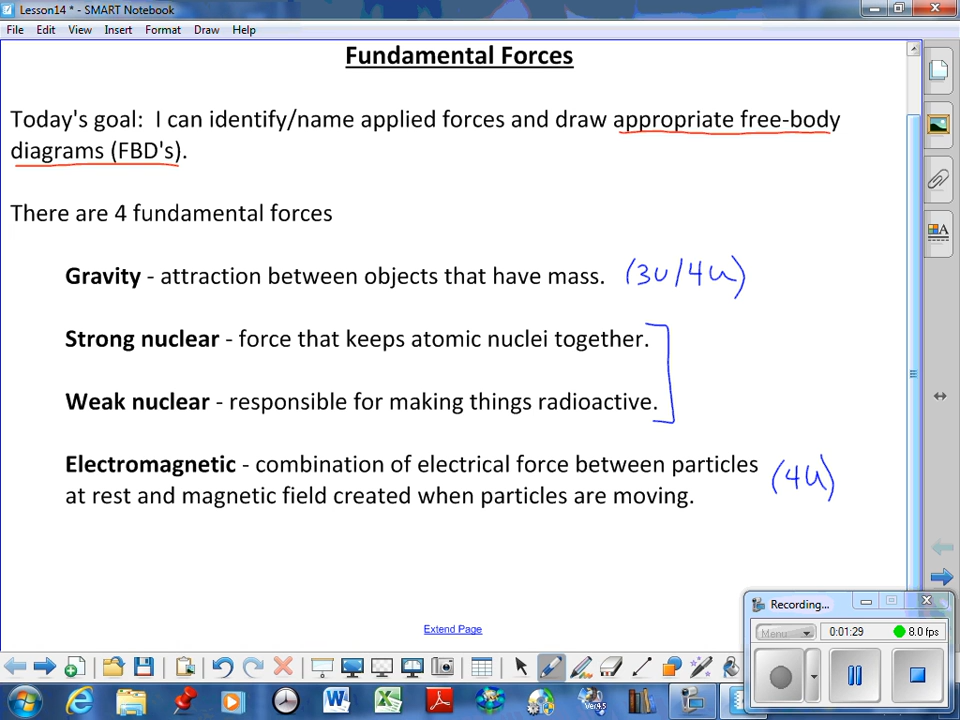 Lesson14 * - SMART Notebook
File Edit View Insert Format Draw Help
Fundamental Forces
Today's goal: I can identify/name applied forces and draw appropriate free-body
diagrams (FBD's).
There are 4 fundamental forces
Gravity - attraction between objects that have mass. (3U/4U)
Strong nuclear - force that keeps atomic nuclei together.
Weak nuclear - responsible for making things radioactive.
Electromagnetic - combination of electrical force between particles
at rest and magnetic field created when particles are moving.
(4U)
Extend Page
Recording...
Menu 0:01:29 8.0 fps